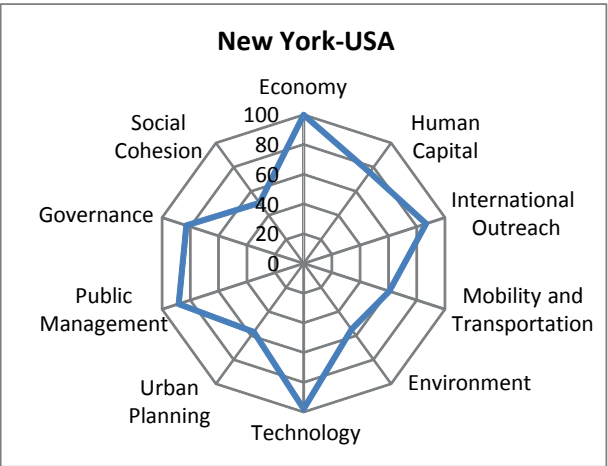 New York-USA
Economy
Human
Capital
International
Outreach
Mobility and
Transportation
Environment
Technology
Urban
Planning
Public
Management
Governance
Social
Cohesion
100
80
60
40
20
0